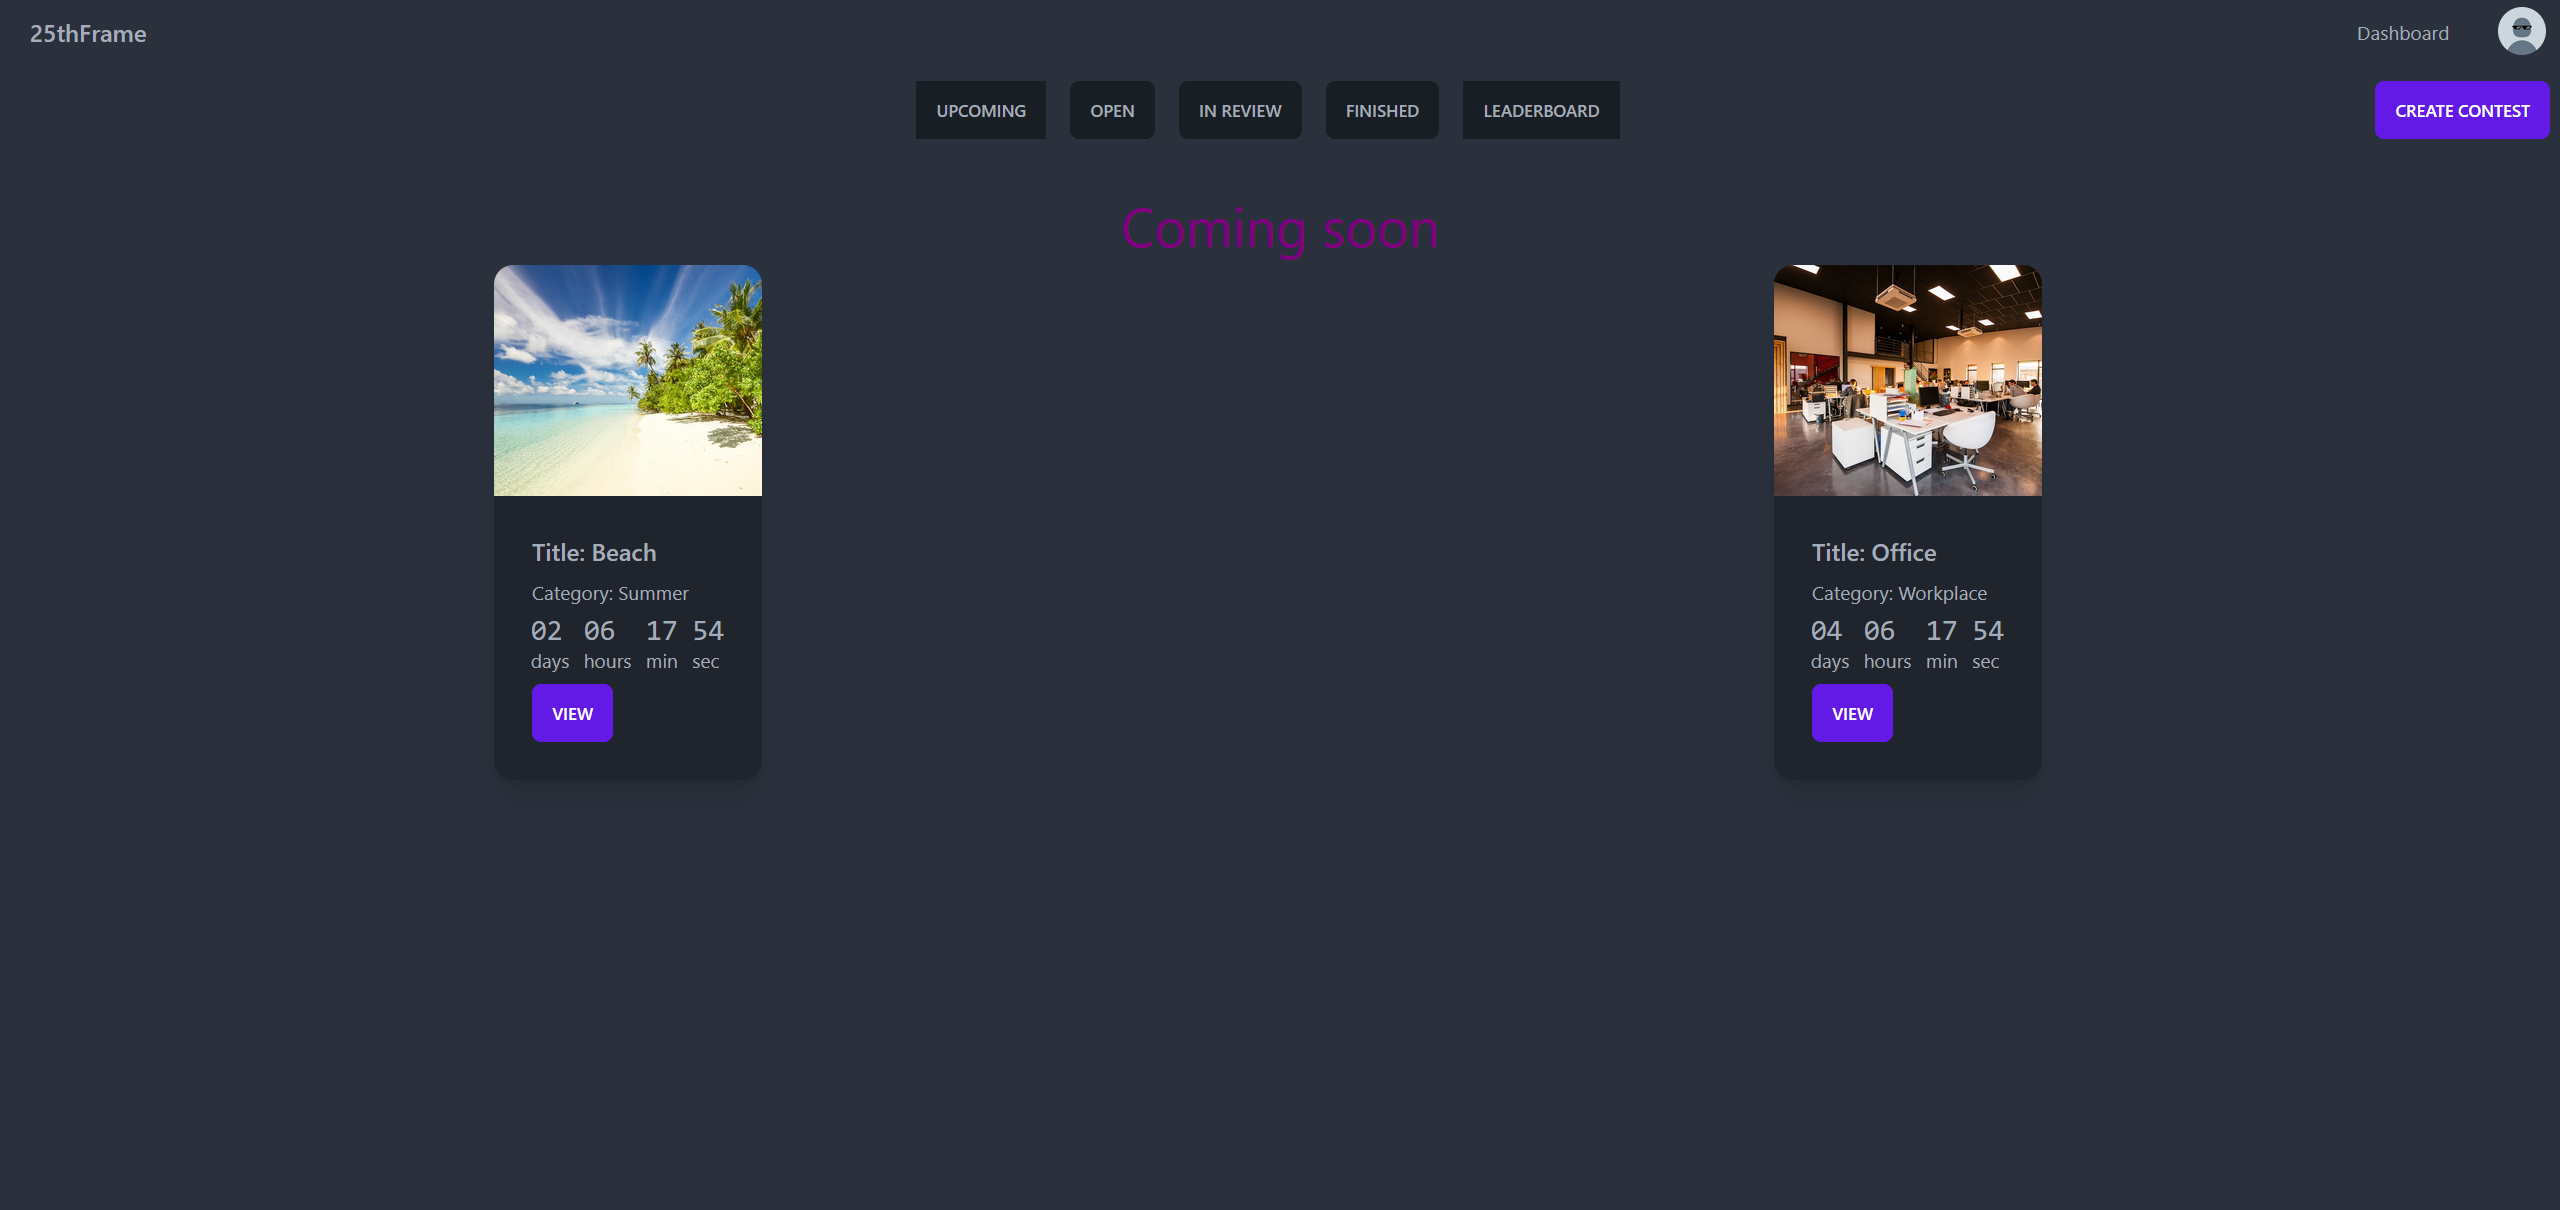 25thFrame
Dashboard
UPCOMING
OPEN
IN REVIEW
FINISHED
LEADERBOARD
CREATE CONTEST
Coming soon
Title: Beach
Category: Summer
02 06 17 54
days hours min sec
VIEW
Title: Office
Category: Workplace
04 06 17 54
days hours min sec
VIEW